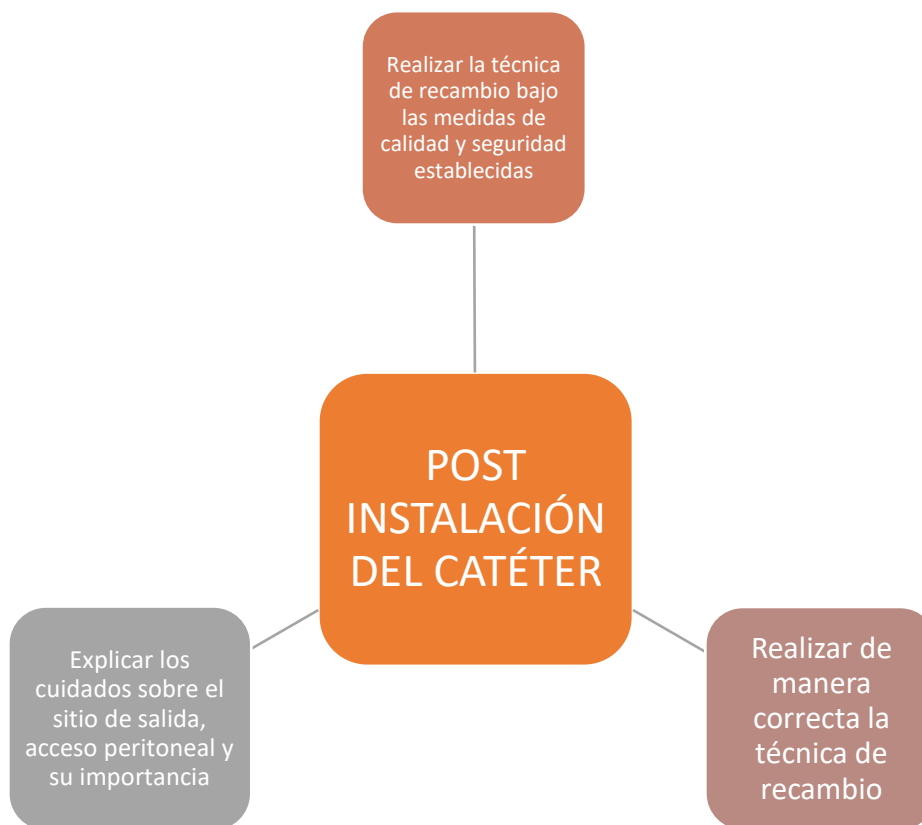 Realizar la técnica
de recambio bajo
las medidas de
calidad y seguridad
establecidas
POST
INSTALACIÓN
DEL CATÉTER
Explicar los
cuidados sobre el
sitio de salida,
acceso peritoneal y
su importancia
Realizar de
manera
correcta la
técnica de
recambio